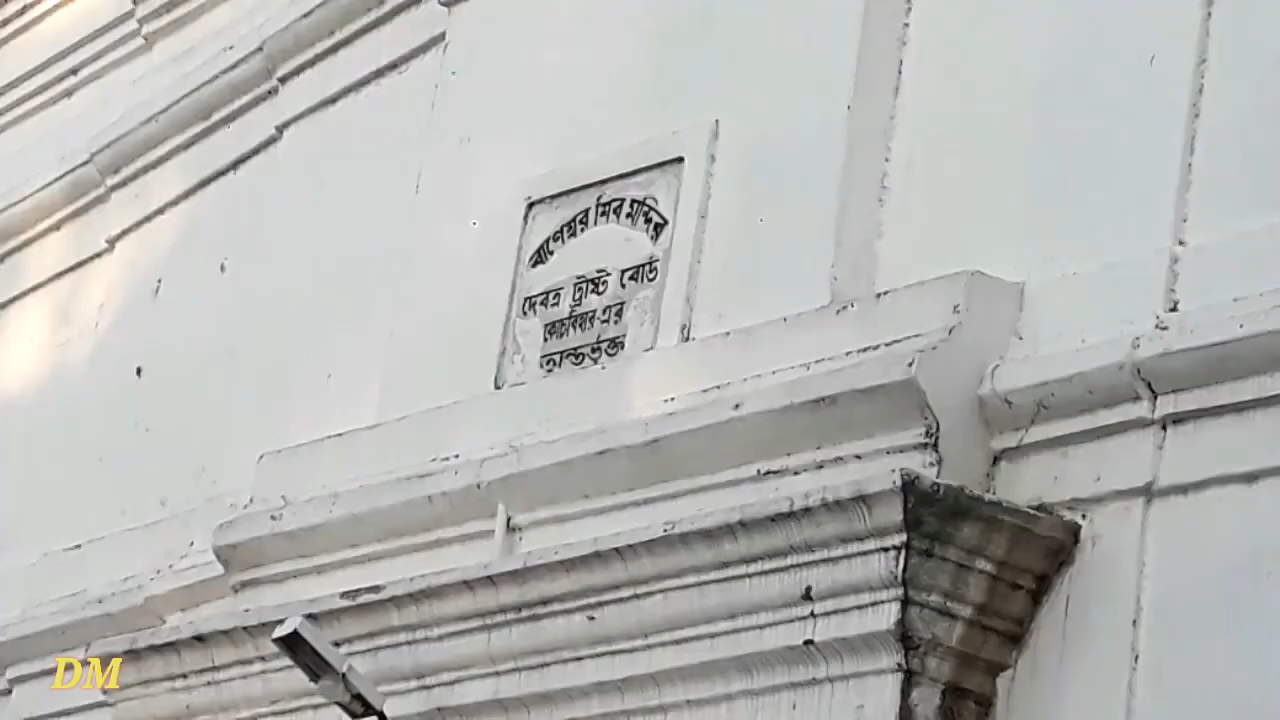 বাণেশ্বর শিব মন্দির
দেবত্র ট্রাষ্ট বোর্ড
কোচবিহার-এর
অন্তর্ভুক্ত
DM